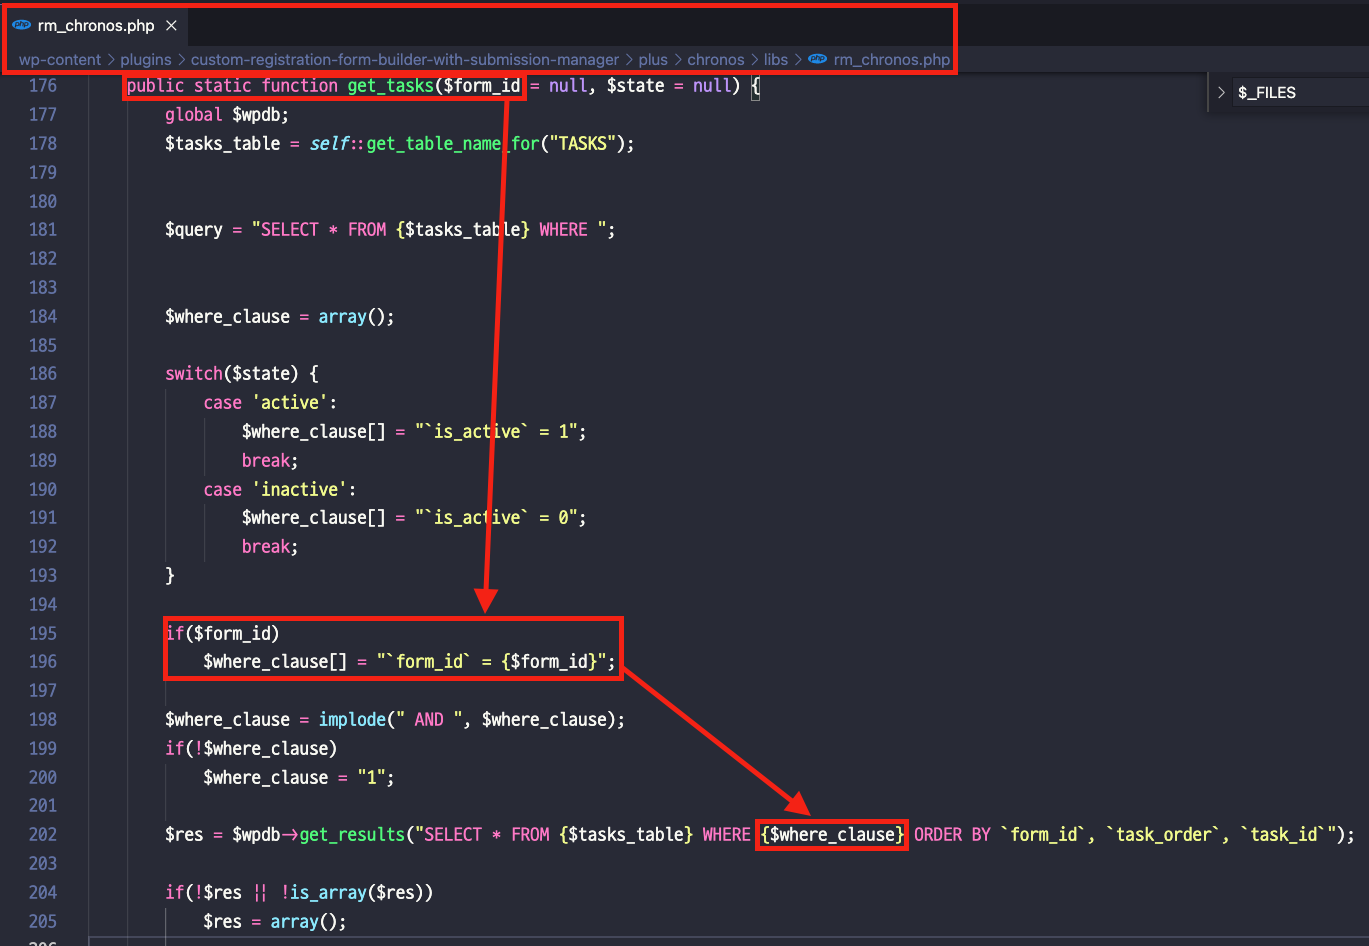 rm_chronos.php ×
wp-content > plugins > custom-registration-form-builder-with-submission-manager > plus > chronos > libs > php rm_chronos.php
> $_FILES
176 public static function get_tasks($form_id = null, $state = null) {
177 global $wpdb;
178 $tasks_table = self::get_table_name_for("TASKS");
179
180
181 $query = "SELECT * FROM {$tasks_table} WHERE ";
182
183
184 $where_clause = array();
185
186 switch($state) {
187 case 'active':
188 $where_clause[] = "`is_active` = 1";
189 break;
190 case 'inactive':
191 $where_clause[] = "`is_active` = 0";
192 break;
193 }
194
195 if($form_id)
196 $where_clause[] = "`form_id` = {$form_id}";
197
198 $where_clause = implode(" AND ", $where_clause);
199 if(!$where_clause)
200 $where_clause = "1";
201
202 $res = $wpdb->get_results("SELECT * FROM {$tasks_table} WHERE {$where_clause} ORDER BY `form_id`, `task_order`, `task_id`");
203
204 if(!$res || !is_array($res))
205 $res = array();